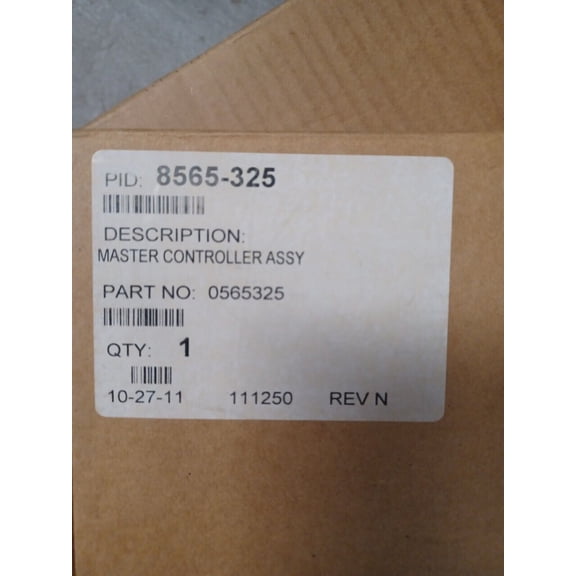 PID: 8565-325
DESCRIPTION:
MASTER CONTROLLER ASSY
PART NO: 0565325
QTY: 1
10-27-11 111250 REV N